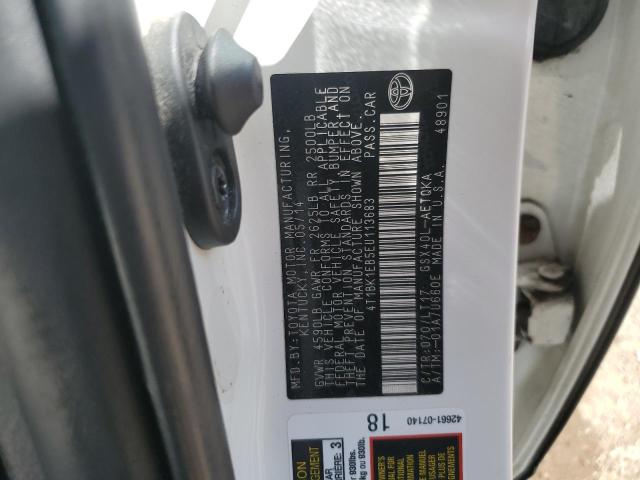 MFD. BY: TOYOTA MOTOR MANUFACTURING,
KENTUCKY, INC. 05/14
GVWR 4590LB GAWR FR 2625LB RR 2500LB
THIS VEHICLE CONFORMS TO ALL APPLICABLE
FEDERAL MOTOR VEHICLE SAFETY, BUMPER, AND
THEFT PREVENTION STANDARDS IN EFFECT ON
THE DATE OF MANUFACTURE SHOWN ABOVE.
4T1BK1EB5EU113683 PASS.CAR
C/TR:070/LT17 GSX40L-AETQKA
A/TM:-01A/U660E MADE IN U.S.A.
48901
42661-07140
18